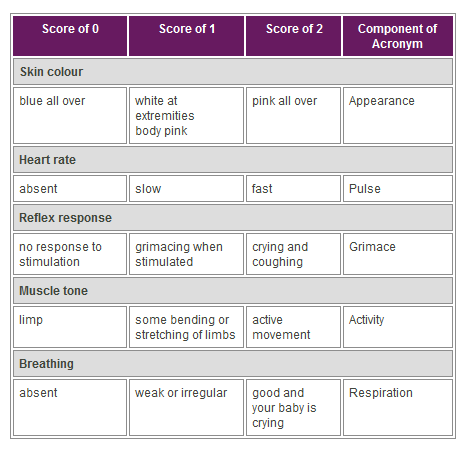 Score of 0 Score of 1 Score of 2 Component of
Acronym
Skin colour
blue all over white at pink all over Appearance
extremities
body pink
Heart rate
absent slow fast Pulse
Reflex response
no response to grimacing when crying and Grimace
stimulation stimulated coughing
Muscle tone
limp some bending or active Activity
stretching of limbs movement
Breathing
absent weak or irregular good and Respiration
your baby is
crying